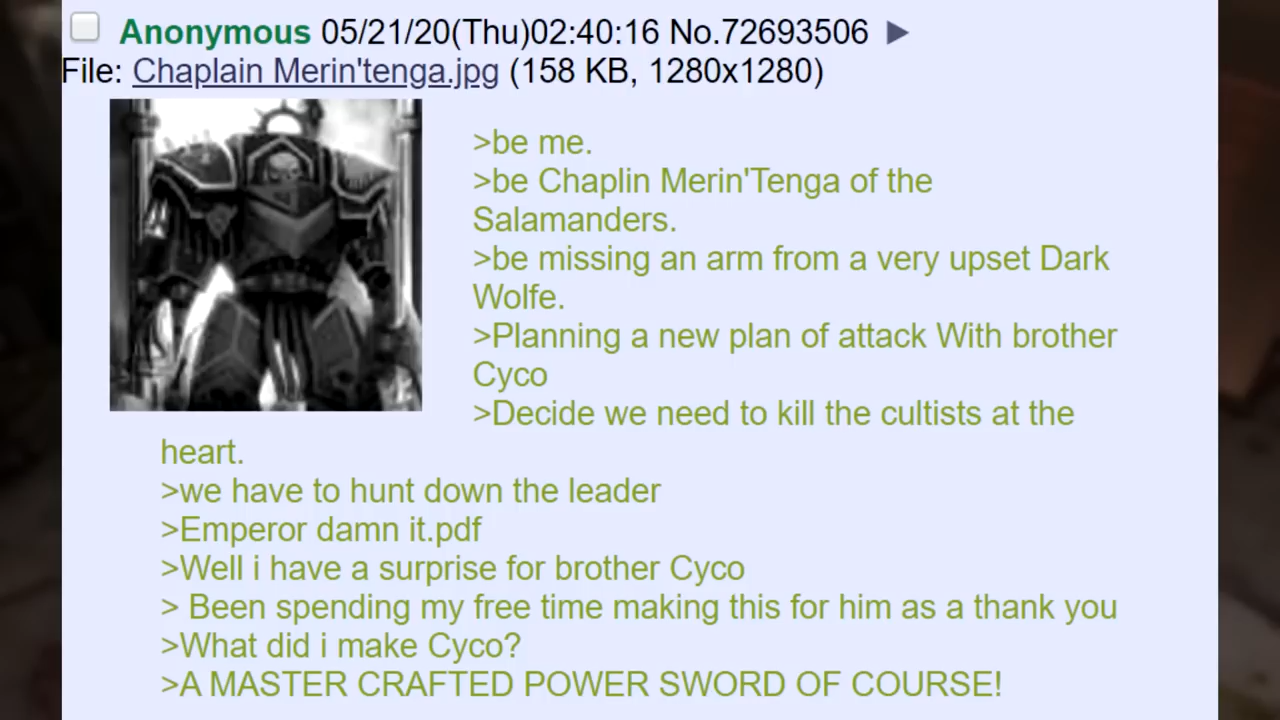 Anonymous 05/21/20(Thu)02:40:16 No.72693506 ▶
File: Chaplain Merin'tenga.jpg (158 KB, 1280x1280)
>be me.
>be Chaplin Merin'Tenga of the
Salamanders.
>be missing an arm from a very upset Dark
Wolfe.
>Planning a new plan of attack With brother
Cyco
>Decide we need to kill the cultists at the
heart.
>we have to hunt down the leader
>Emperor damn it.pdf
>Well i have a surprise for brother Cyco
> Been spending my free time making this for him as a thank you
>What did i make Cyco?
>A MASTER CRAFTED POWER SWORD OF COURSE!